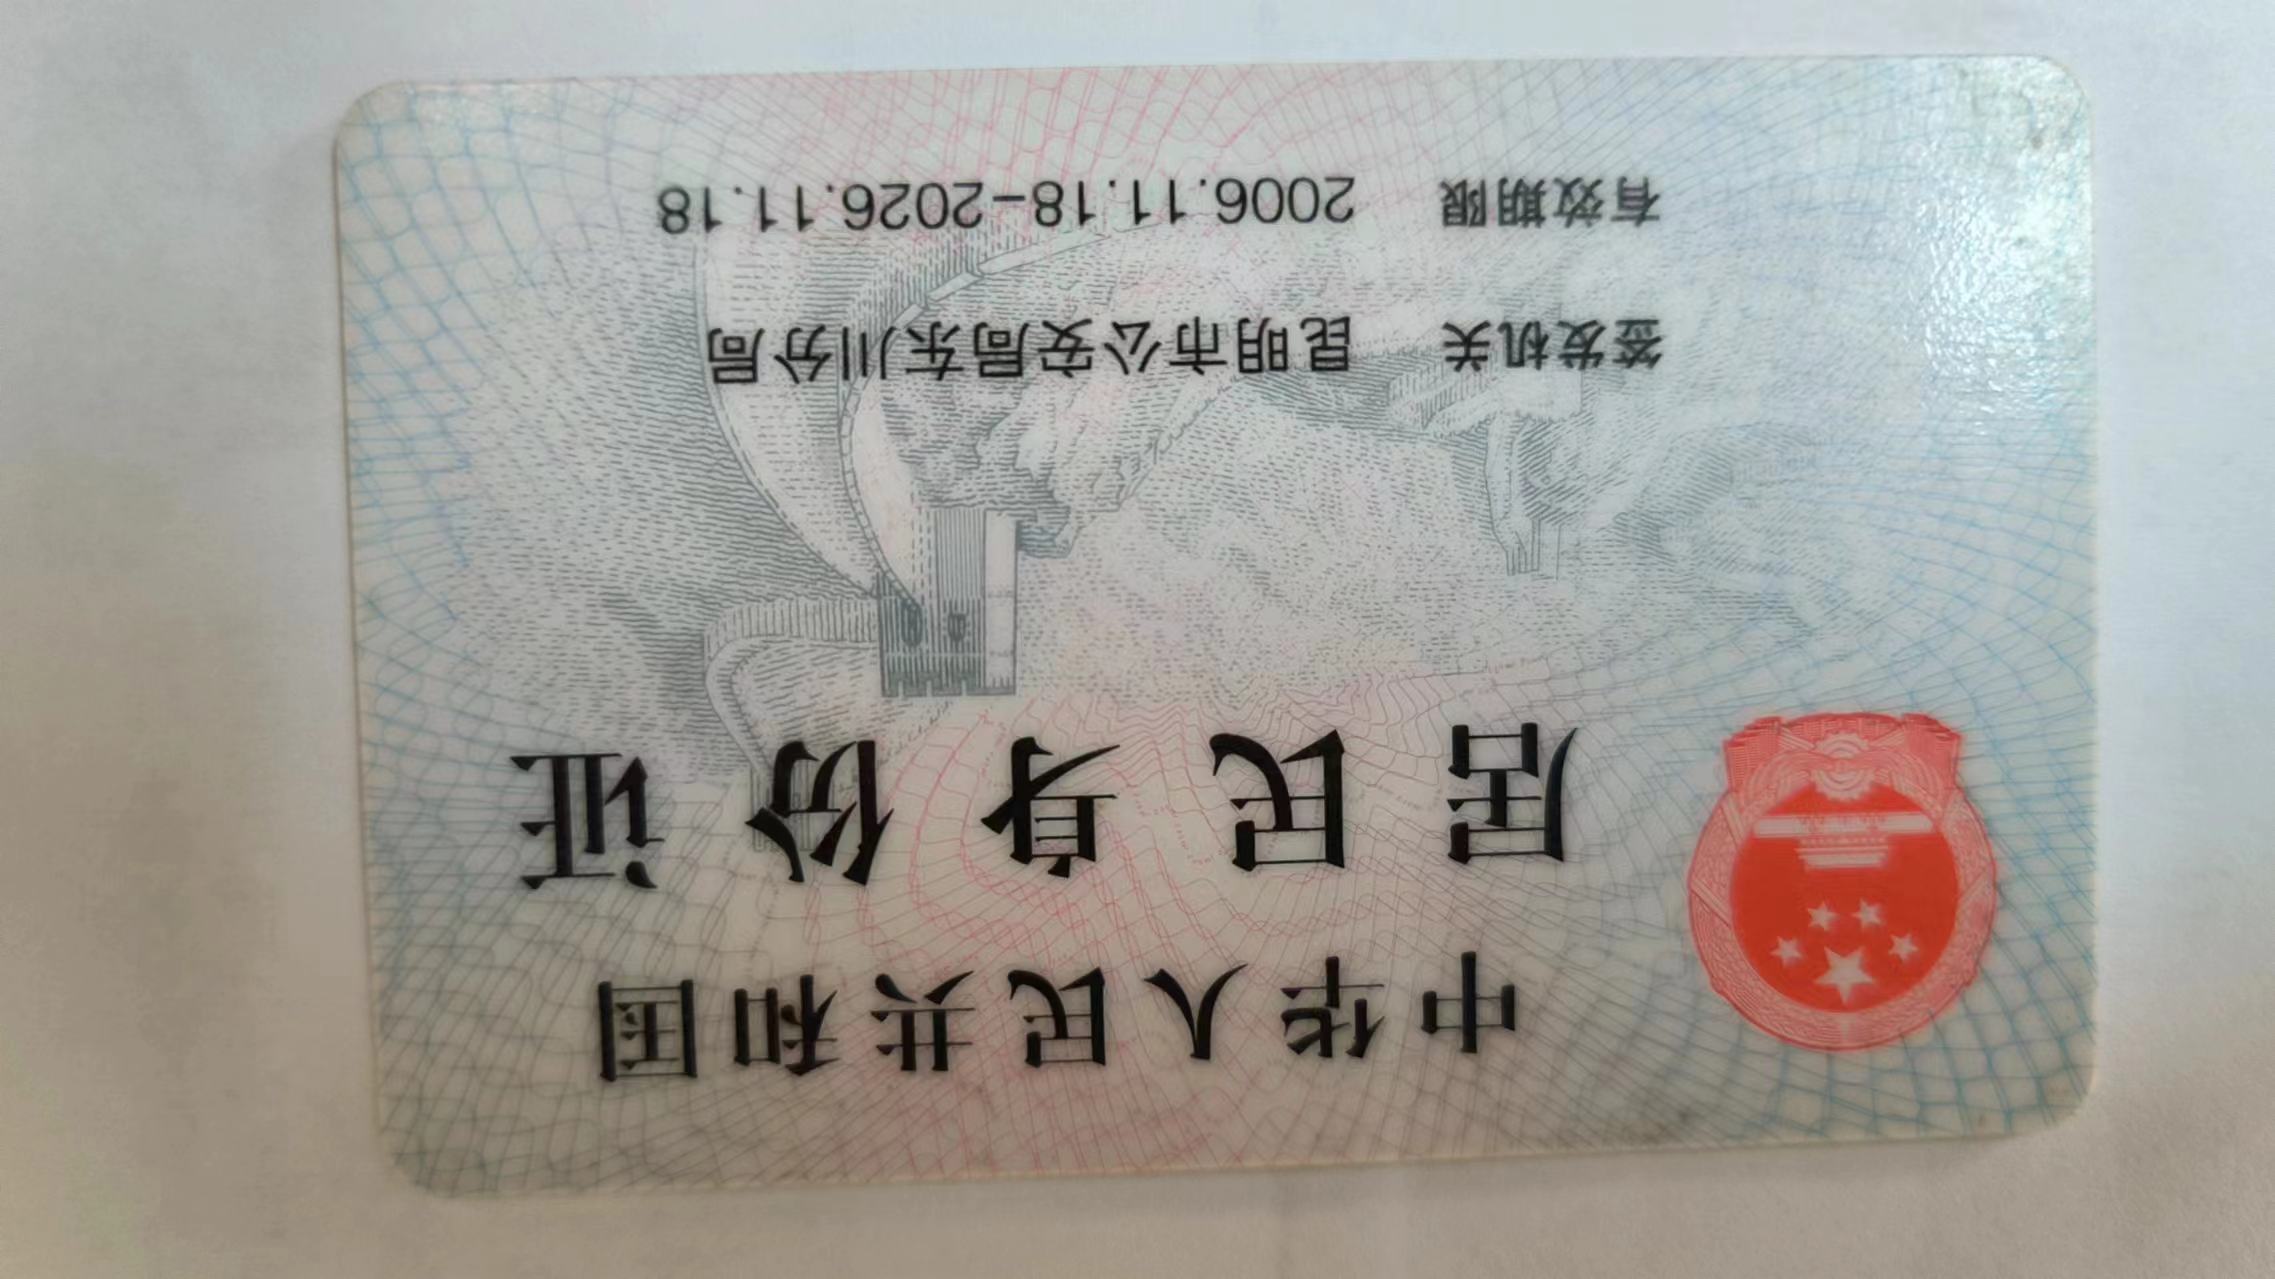 中华人民共和国
居民身份证
签发机关 昆明市公安局东川分局
有效期限 2006.11.18-2026.11.18